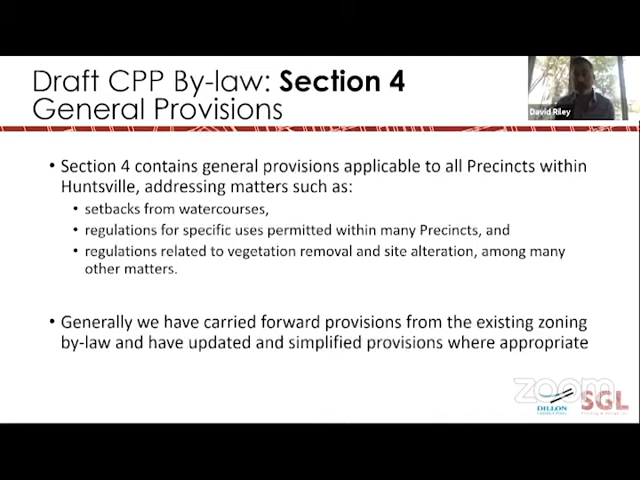 Draft CPP By-law: Section 4
General Provisions
David Riley
• Section 4 contains general provisions applicable to all Precincts within
Huntsville, addressing matters such as:
• setbacks from watercourses,
• regulations for specific uses permitted within many Precincts, and
• regulations related to vegetation removal and site alteration, among many
other matters.
• Generally we have carried forward provisions from the existing zoning
by-law and have updated and simplified provisions where appropriate
zoom
DILLON
CONSULTING
SGL